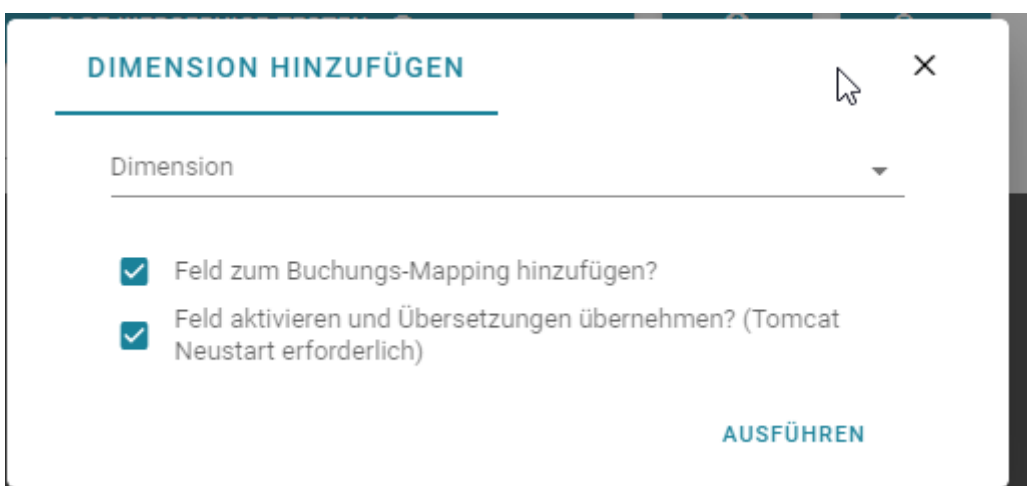 DIMENSION HINZUFÜGEN
Dimension
Feld zum Buchungs-Mapping hinzufügen?
Feld aktivieren und Übersetzungen übernehmen? (Tomcat
Neustart erforderlich)
AUSFÜHREN